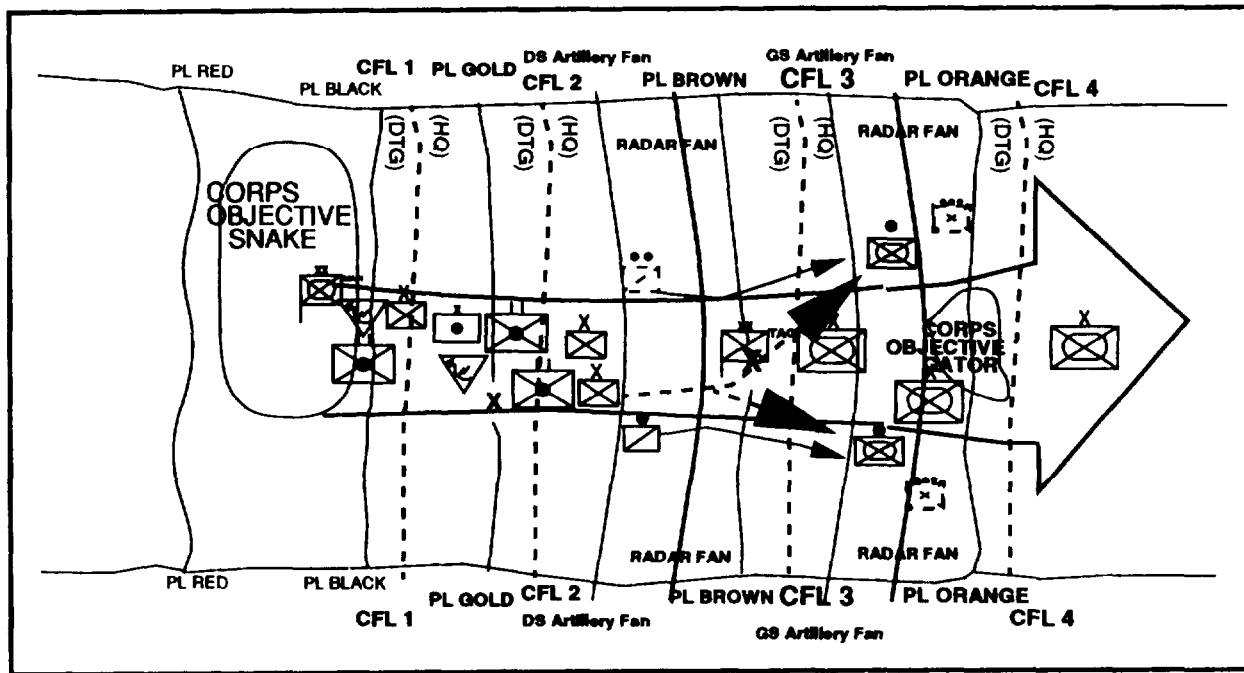 DS Artillery Fan
GS Artillery Fan
PL RED
CFL 1
PL GOLD
CFL 2
PL BROWN
CFL 3
PL ORANGE
CFL 4
PL BLACK
(DTG)
(HQ)
(DTG)
(HQ)
(DTG)
(HQ)
(DTG)
(HQ)
RADAR FAN
RADAR FAN
CORPS
OBJECTIVE
SNAKE
XX
X
X
II
X
X
X
TAC
X
X
X
X
X
X
CORPS
OBJECTIVE
GATOR
RADAR FAN
RADAR FAN
PL RED
PL BLACK
PL GOLD
CFL 2
PL BROWN
CFL 3
PL ORANGE
CFL 1
DS Artillery Fan
GS Artillery Fan
CFL 4